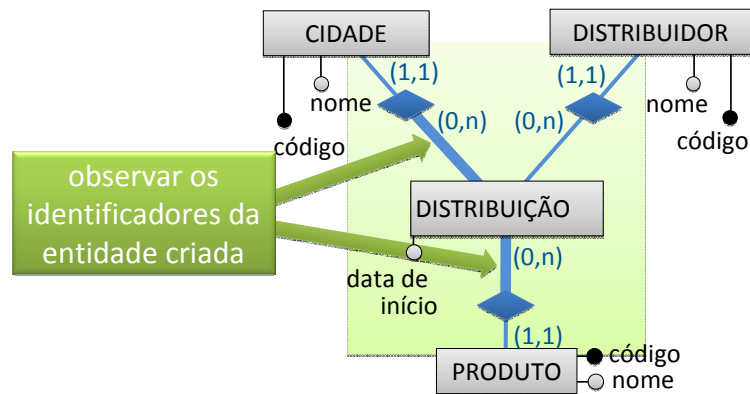 CIDADE
DISTRIBUIDOR
(1,1)
(1,1)
nome
nome
(0,n)
(0,n)
código
código
observar os
identificadores da
entidade criada
DISTRIBUIÇÃO
(0,n)
data de
início
(1,1)
código
PRODUTO
nome